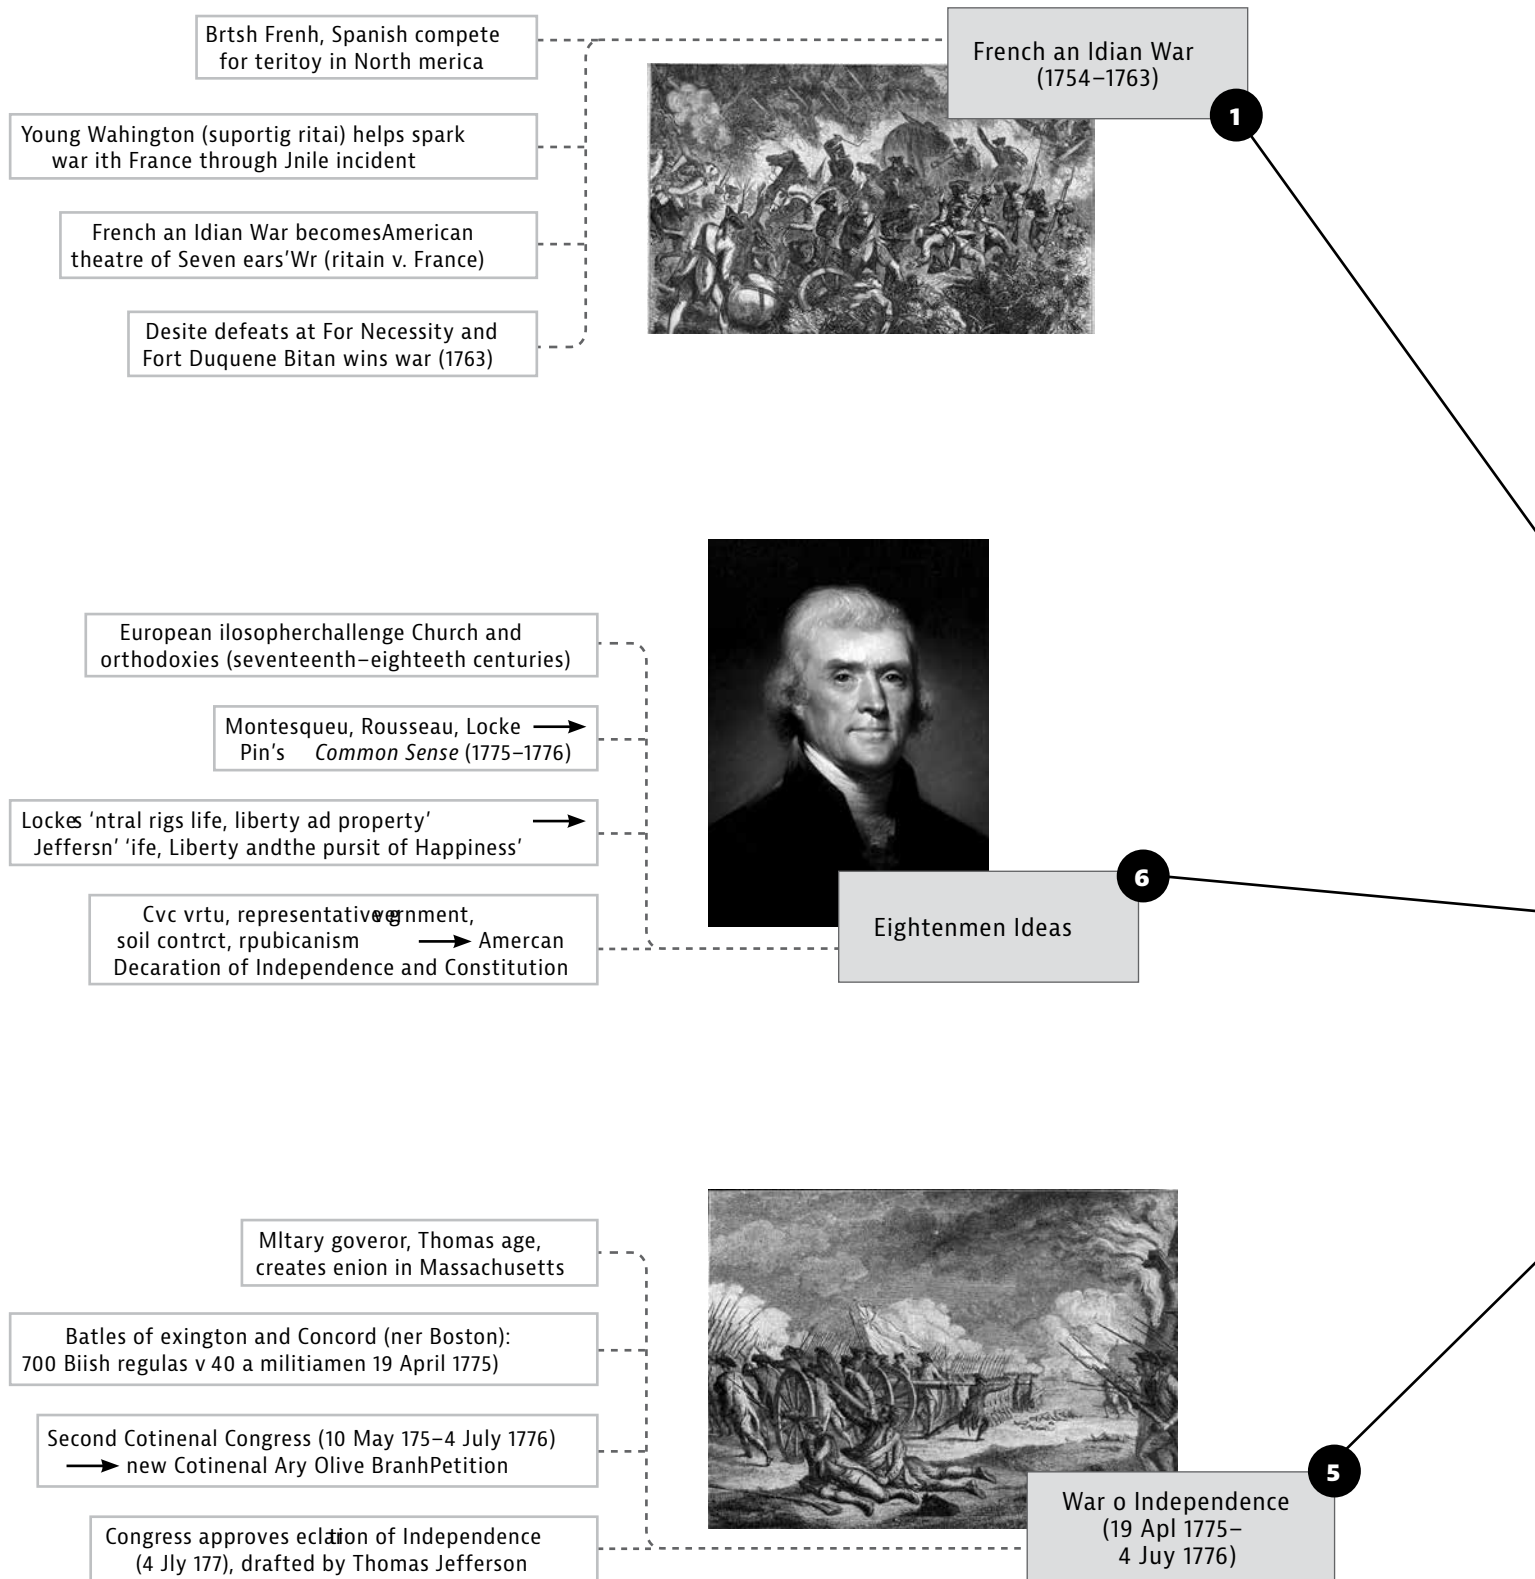 Brtsh Frenh, Spanish compete
for teritoy in North merica
French an Idian War
(1754–1763)
1
Young Wahington (suportig ritai) helps spark
war ith France through Jnile incident
French an Idian War becomesAmerican
theatre of Seven ears'Wr (ritain v. France)
Desite defeats at For Necessity and
Fort Duquene Bitan wins war (1763)
European ilosopherchallenge Church and
orthodoxies (seventeenth–eighteeth centuries)
Montesqueu, Rousseau, Locke →
Pin's Common Sense (1775–1776)
Lockes ‘ntral rigs life, liberty ad property’ →
Jeffersn’ ‘ife, Liberty andthe pursit of Happiness’
Cvc vrtu, representative gvernment,
soil contrct, rpubicanism → Amercan
Decaration of Independence and Constitution
6
Eightenmen Ideas
Mltary goveror, Thomas age,
creates enion in Massachusetts
Batles of exington and Concord (ner Boston):
700 Biish regulas v 40 a militiamen 19 April 1775)
Second Cotinenal Congress (10 May 175–4 July 1776)
→ new Cotinenal Ary Olive BranhPetition
Congress approves eclation of Independence
(4 Jly 177), drafted by Thomas Jefferson
5
War o Independence
(19 Apl 1775–
4 Juy 1776)